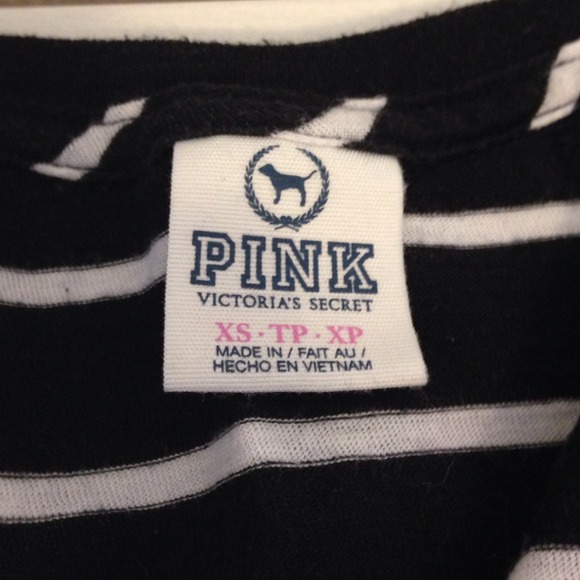 PINK
VICTORIA'S SECRET
XS · TP · XP
MADE IN / FAIT AU /
HECHO EN VIETNAM